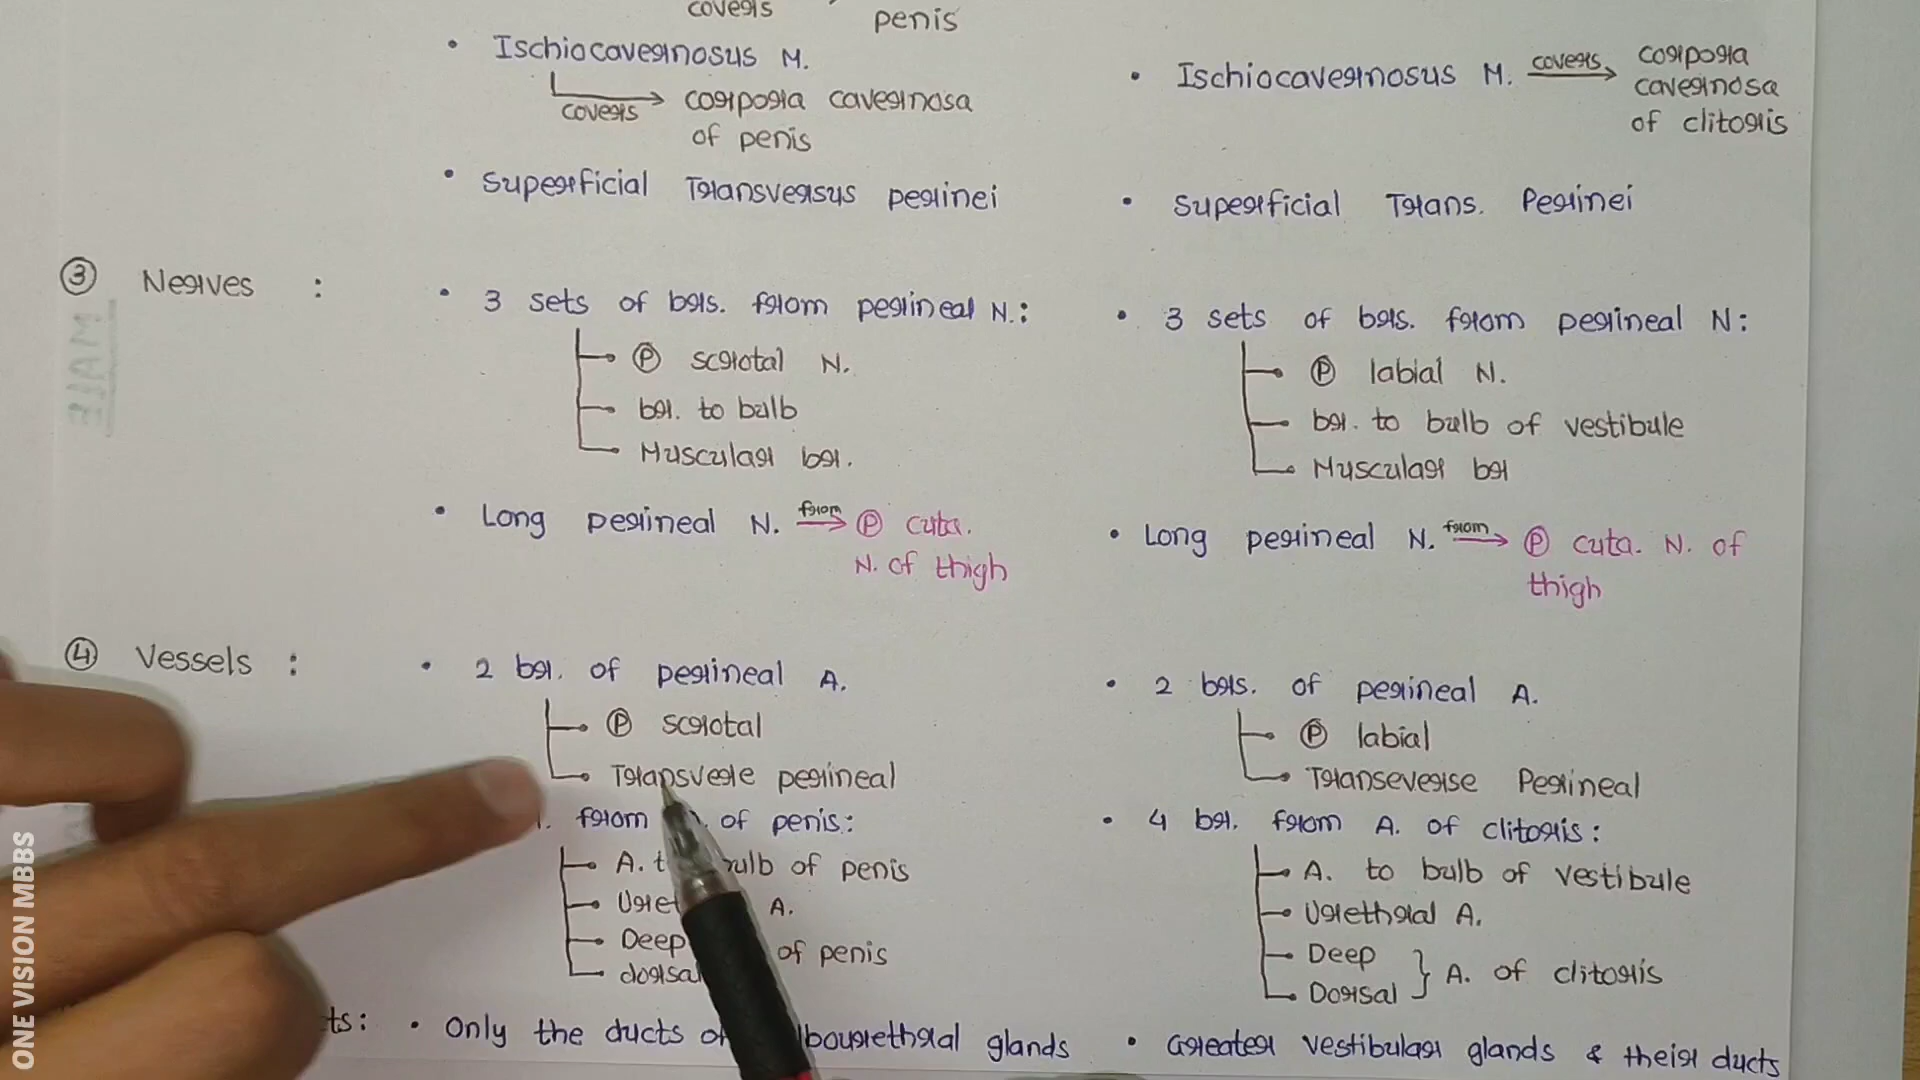 covers penis
• Ischiocavernosus M.
covers → corpora cavernosa
of penis
• Superficial Transversus perinei
• Ischiocavernosus M. covers → corpora
cavernosa
of clitoris
• Superficial Trans. Perinei
③ Nerves :
• 3 sets of brs. from perineal N.:
Ⓟ scrotal N.
br. to bulb
Muscular br.
• Long perineal N. from → Ⓟ cuta.
N. of thigh
• 3 sets of brs. from perineal N:
Ⓟ labial N.
br. to bulb of vestibule
Muscular br
• Long perineal N. from → Ⓟ cuta. N. of
thigh
④ Vessels :
• 2 br. of perineal A.
Ⓟ scrotal
Transvere perineal
from of penis:
A. of penis
A.
Deep of penis
• 2 brs. of perineal A.
Ⓟ labial
Transeverse Perineal
• 4 br. from A. of clitoris:
A. to bulb of vestibule
Urethral A.
Deep
Dorsal } A. of clitoris
• Only the ducts glands
• Greater vestibular glands & their ducts
MALE
ONE VISION MBBS